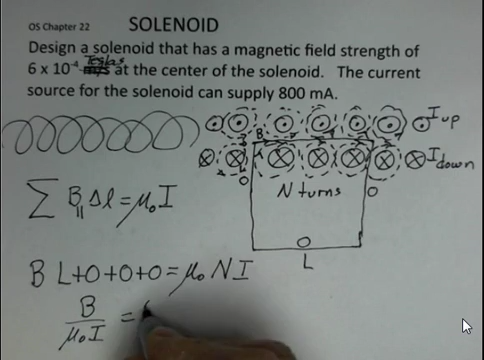 OS Chapter 22 SOLENOID
Design a solenoid that has a magnetic field strength of
6 x 10⁻⁴ Teslas at the center of the solenoid. The current
source for the solenoid can supply 800 mA.
I up
B
I down
N turns
O O
O
L
∑ B∥ Δl = μ₀ I
B L + 0 + 0 + 0 = μ₀ N I
B/μ₀I =